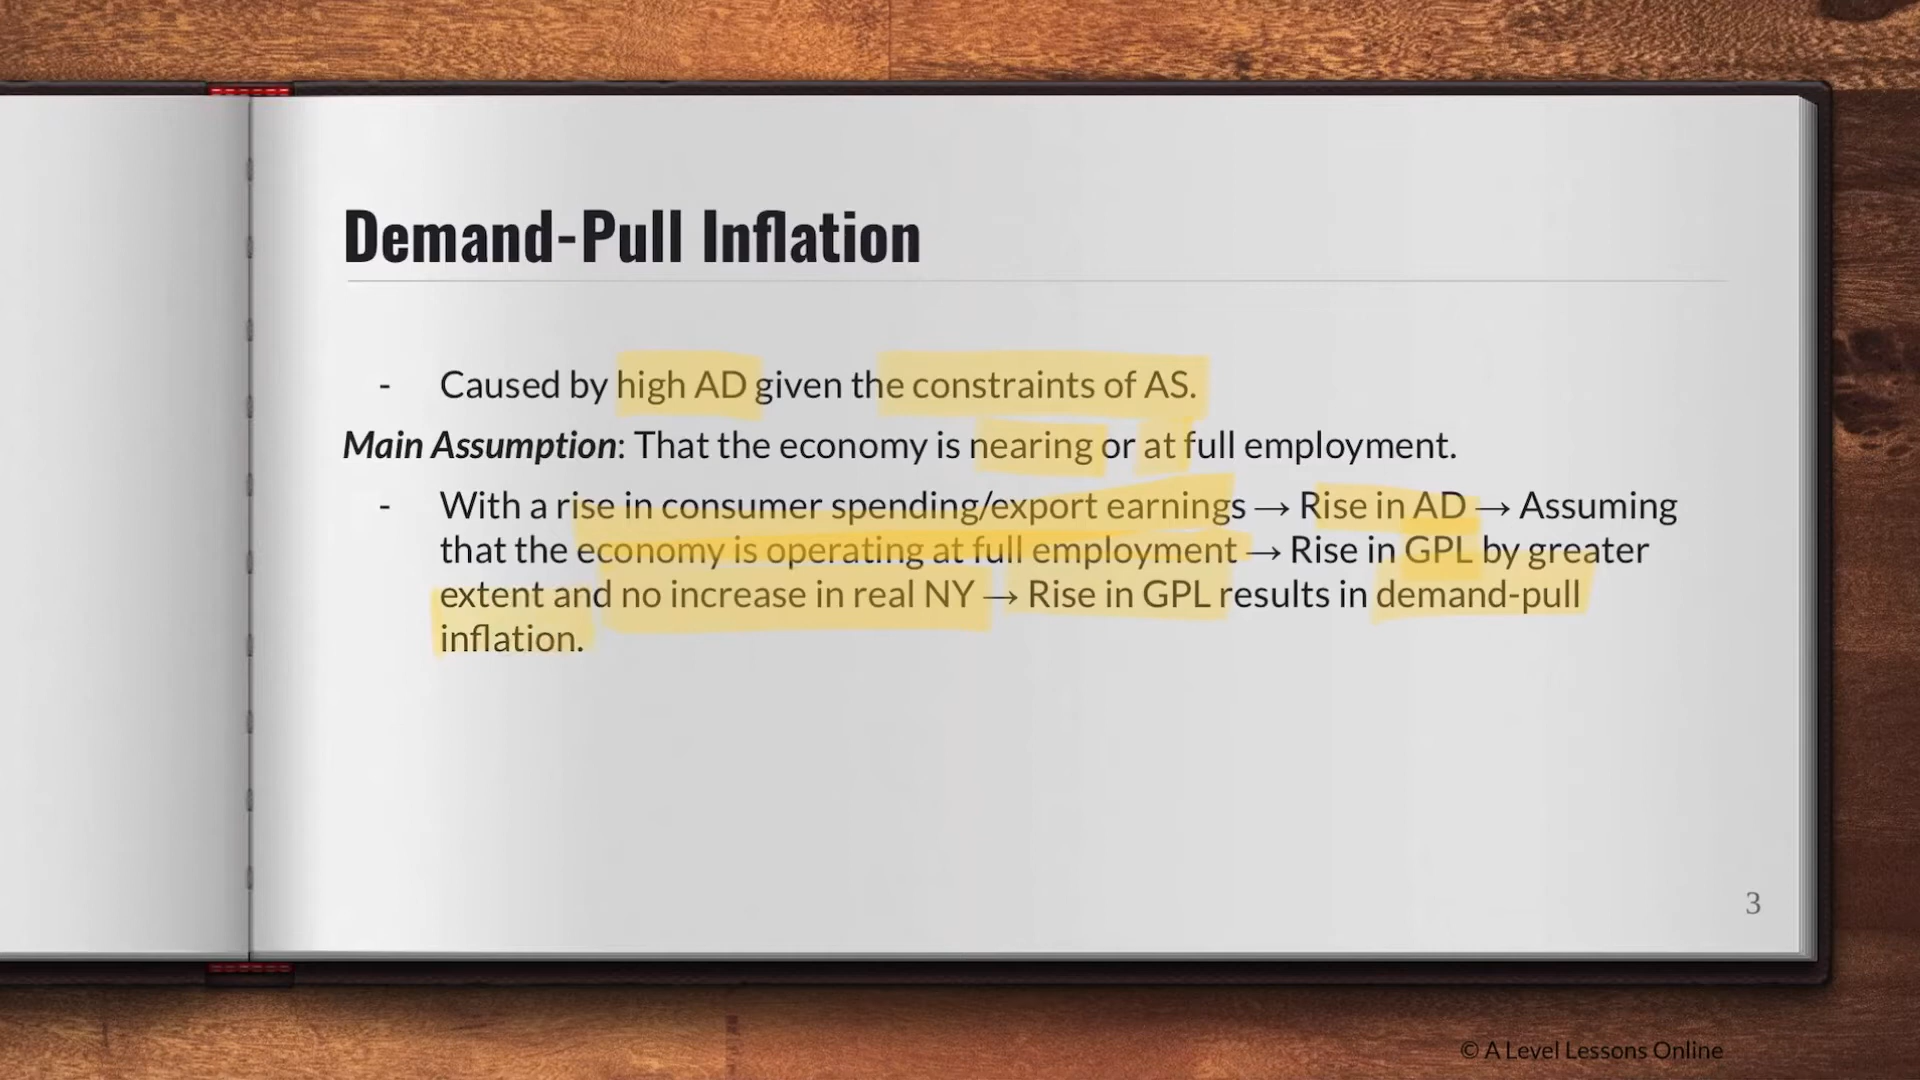 Demand-Pull Inflation
- Caused by high AD given the constraints of AS.
Main Assumption: That the economy is nearing or at full employment.
- With a rise in consumer spending/export earnings → Rise in AD → Assuming
that the economy is operating at full employment → Rise in GPL by greater
extent and no increase in real NY → Rise in GPL results in demand-pull
inflation.
3
© A Level Lessons Online